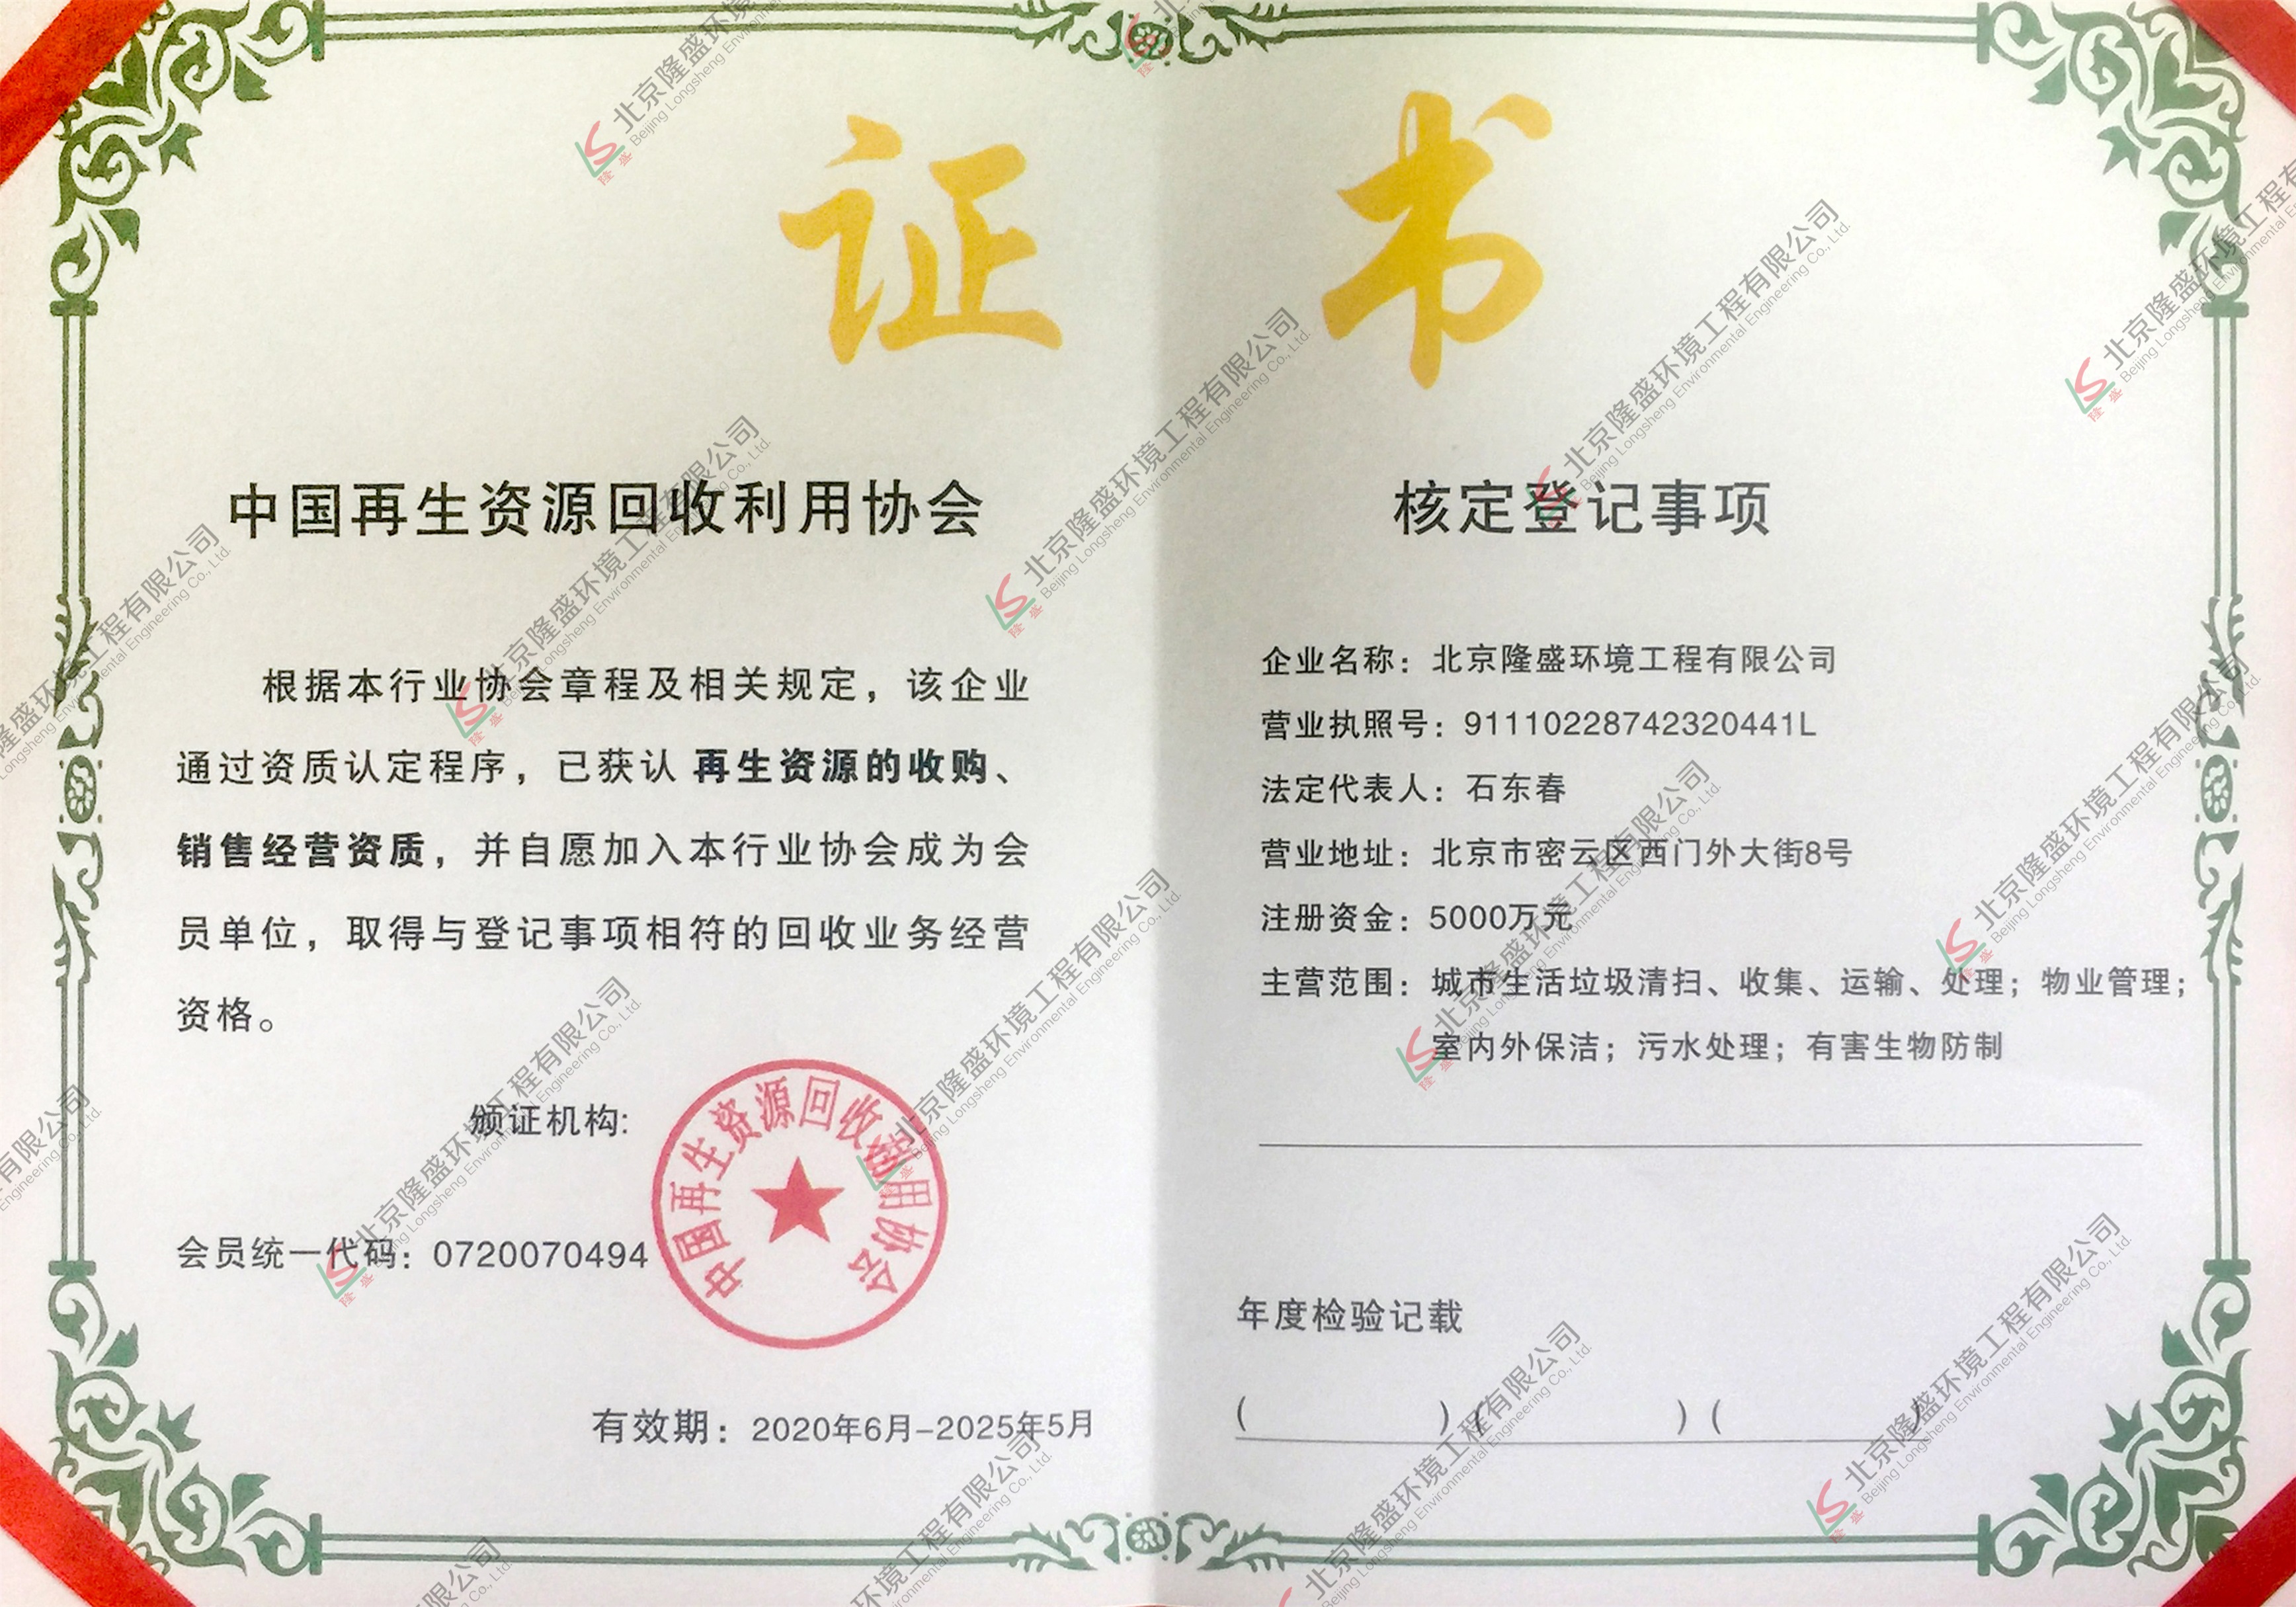 证 书
中国再生资源回收利用协会
根据本行业协会章程及相关规定，该企业
通过资质认定程序，已获认 再生资源的收购、
销售经营资质，并自愿加入本行业协会成为会
员单位，取得与登记事项相符的回收业务经营
资格。
颁证机构:
中国再生资源回收利用协会
会员统一代码：0720070494
有效期：2020年6月-2025年5月
核定登记事项
企业名称：北京隆盛环境工程有限公司
营业执照号：91110228742320441L
法定代表人：石东春
营业地址：北京市密云区西门外大街8号
注册资金：5000万元
主营范围：城市生活垃圾清扫、收集、运输、处理；物业管理；
室内外保洁；污水处理；有害生物防制
年度检验记载
( ) ( ) ( )
隆盛
北京隆盛环境工程有限公司
Beijing Longsheng Environmental Engineering Co., Ltd.